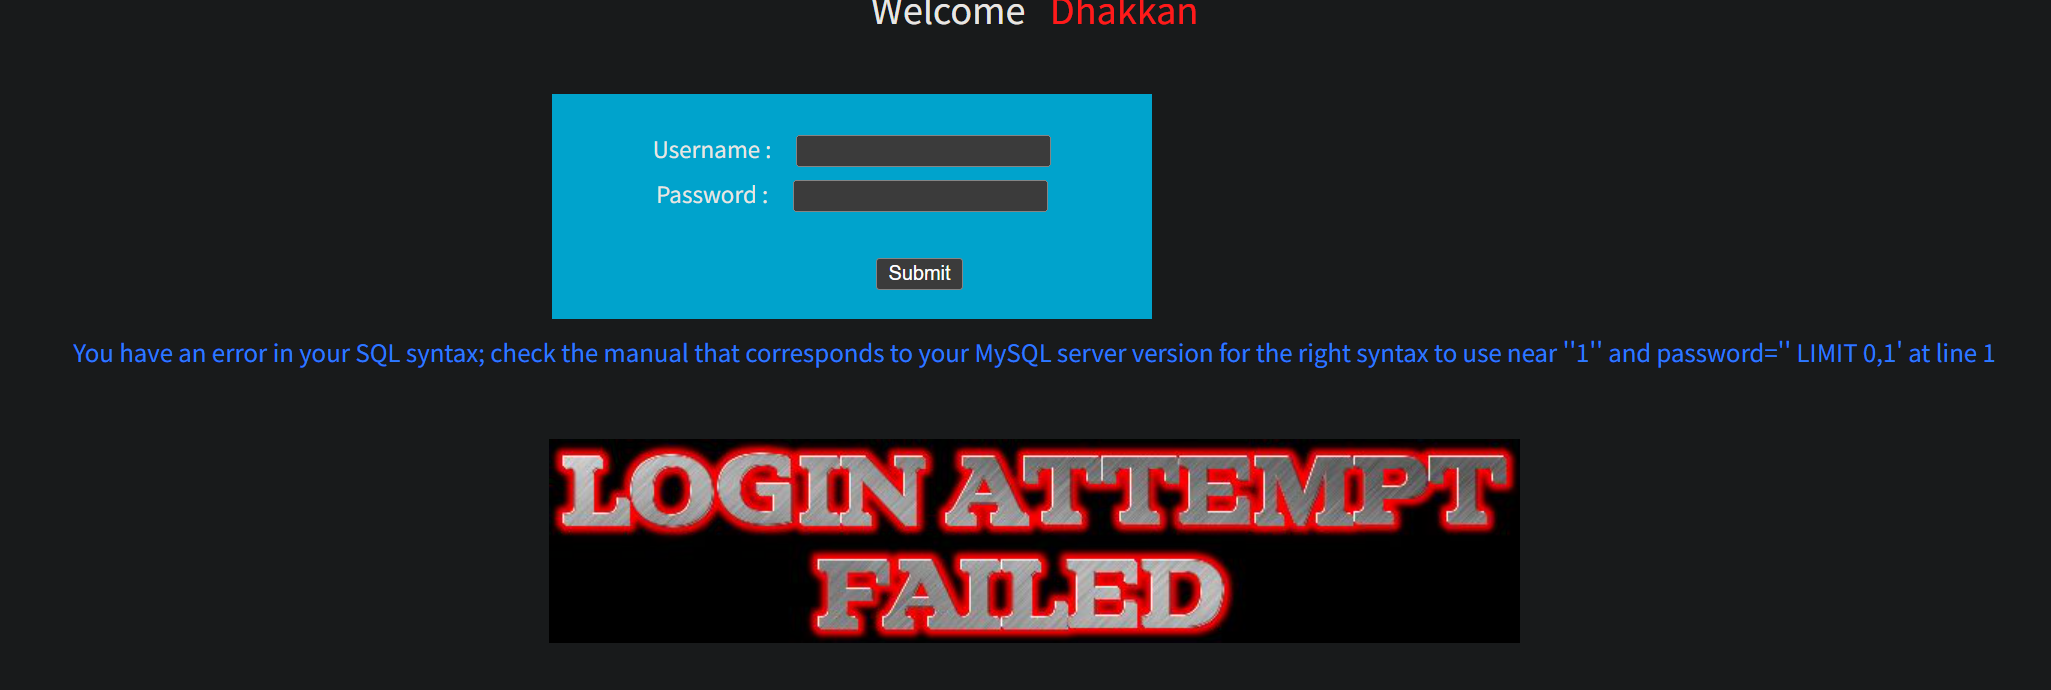 Welcome Dhakkan
Username :
Password :
Submit
You have an error in your SQL syntax; check the manual that corresponds to your MySQL server version for the right syntax to use near ''1'' and password='' LIMIT 0,1' at line 1
LOGIN ATTEMPT
FAILED